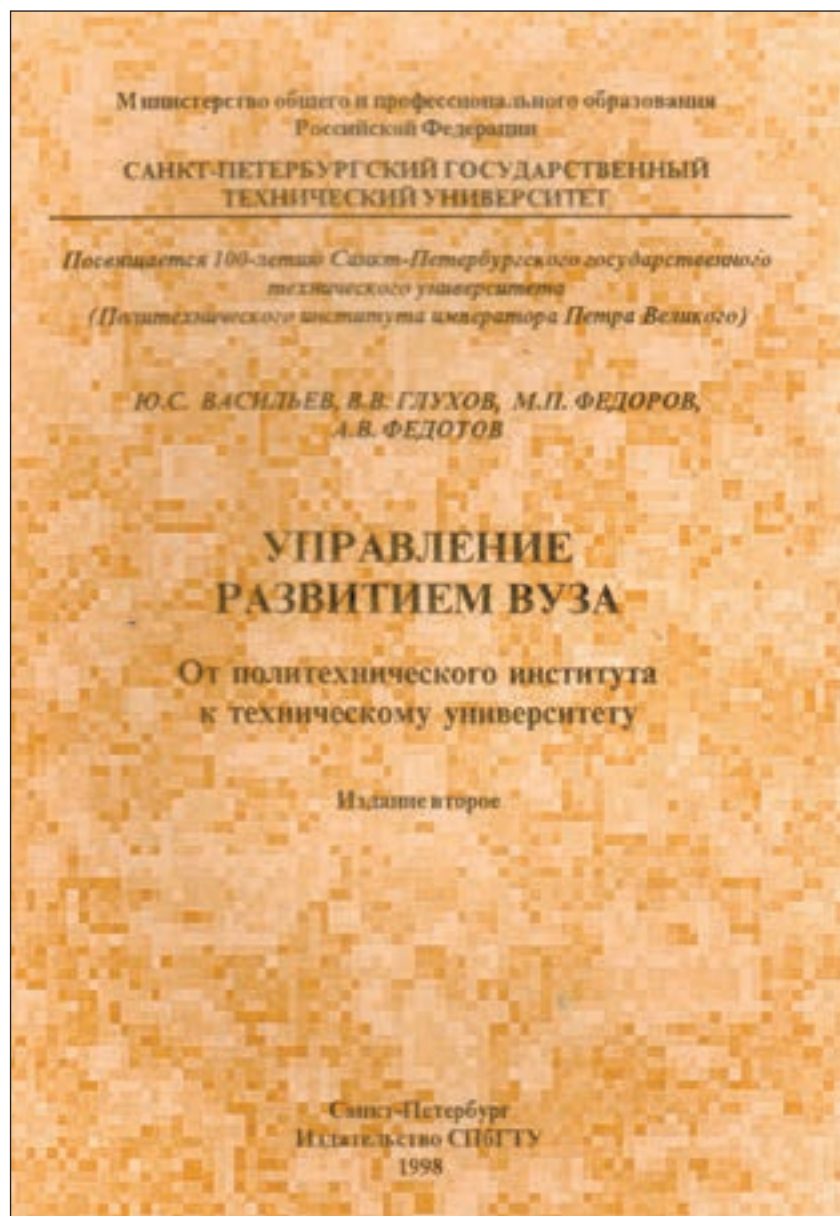 Министерство общего и профессионального образования
Российской Федерации
САНКТ-ПЕТЕРБУРГСКИЙ ГОСУДАРСТВЕННЫЙ
ТЕХНИЧЕСКИЙ УНИВЕРСИТЕТ
Посвящается 100-летию Санкт-Петербургского государственного
технического университета
(Политехнического института императора Петра Великого)
Ю.С. ВАСИЛЬЕВ, В.В. ГЛУХОВ, М.П. ФЕДОРОВ,
А.В. ФЕДОТОВ
УПРАВЛЕНИЕ
РАЗВИТИЕМ ВУЗА
От политехнического института
к техническому университету
Издание второе
Санкт-Петербург
Издательство СПбГТУ
1998